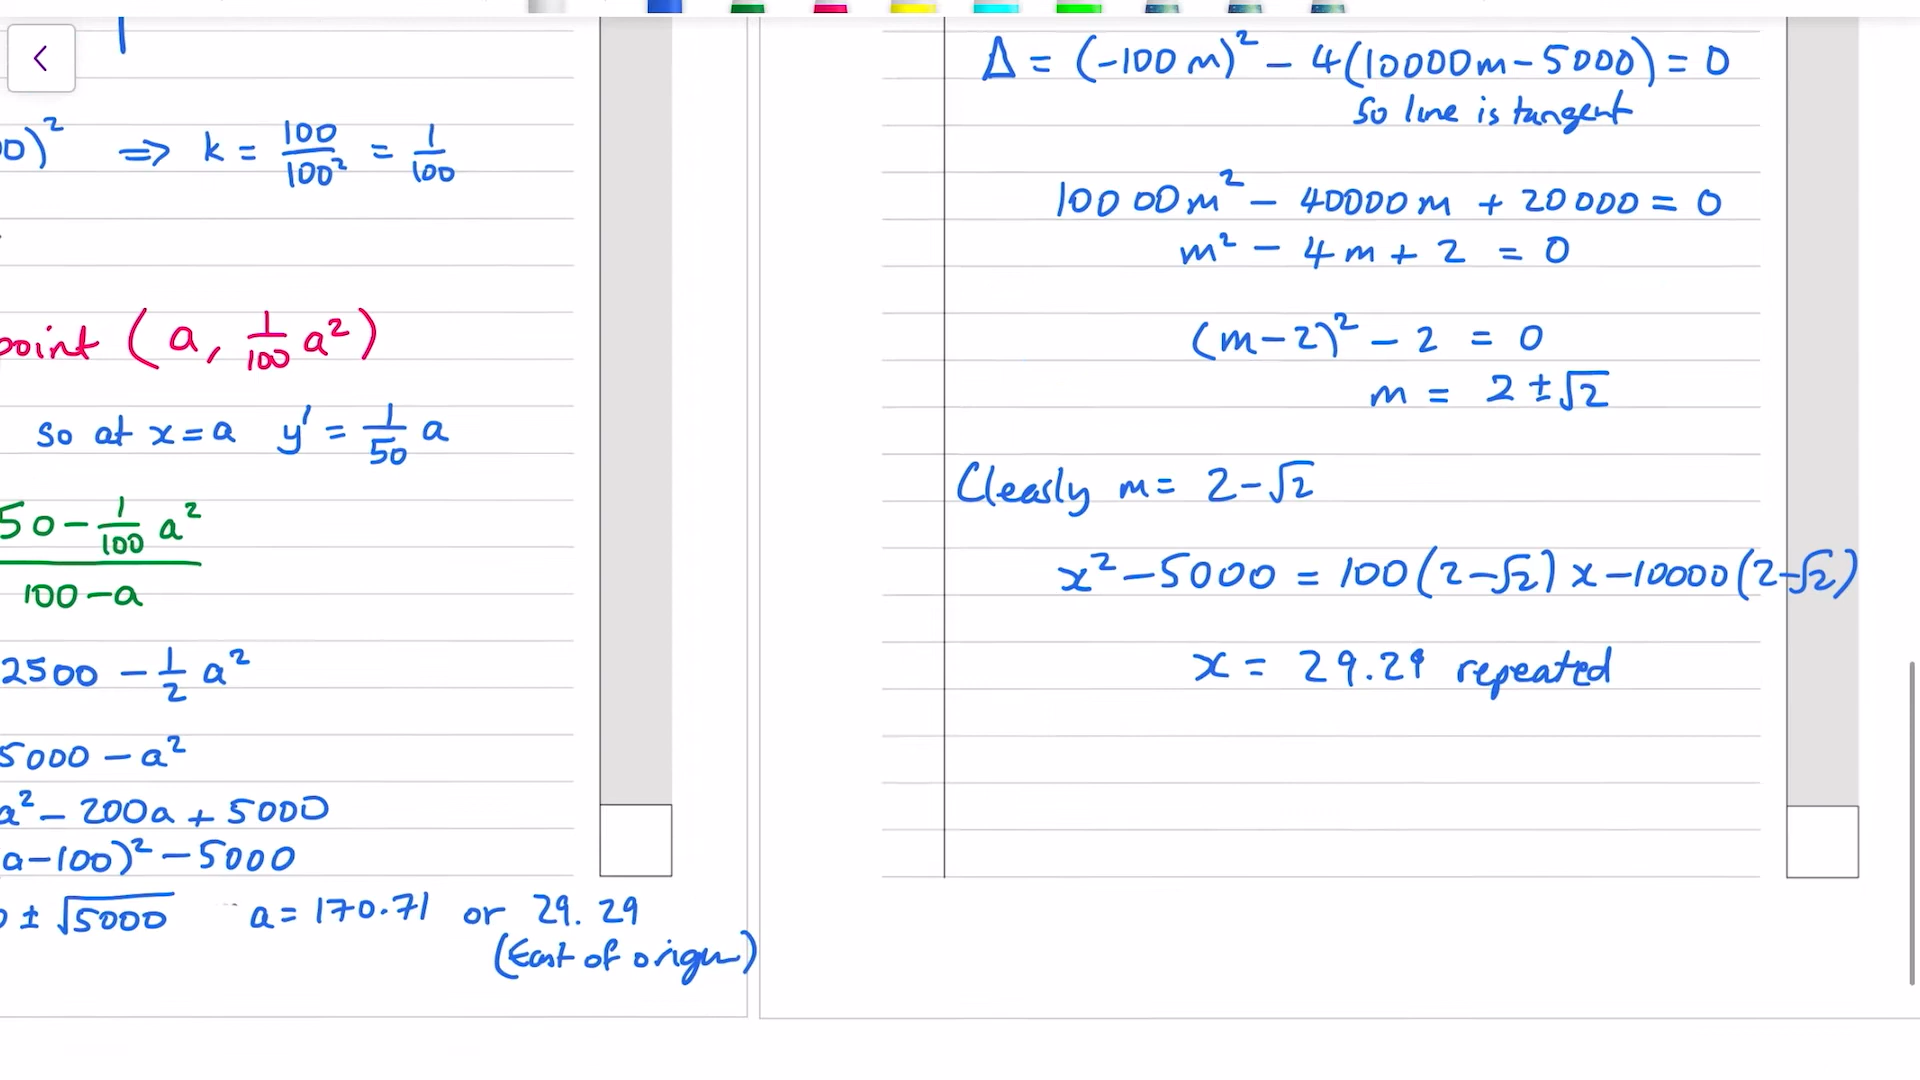 0)² ⇒ k = 100/100² = 1/100
point (a, 1/100 a²)
so at x = a y' = 1/50 a
50 - 1/100 a²
100 - a
2500 - 1/2 a²
5000 - a²
a² - 200a + 5000
a - 100)² - 5000
± √5000 a = 170.71 or 29.29
(East of origin)
Δ = (-100m)² - 4(10000m - 5000) = 0
so line is tangent
10000m² - 40000m + 20000 = 0
m² - 4m + 2 = 0
(m-2)² - 2 = 0
m = 2 ± √2
Clearly m = 2 - √2
x² - 5000 = 100(2-√2)x - 10000(2-√2)
x = 29.29 repeated